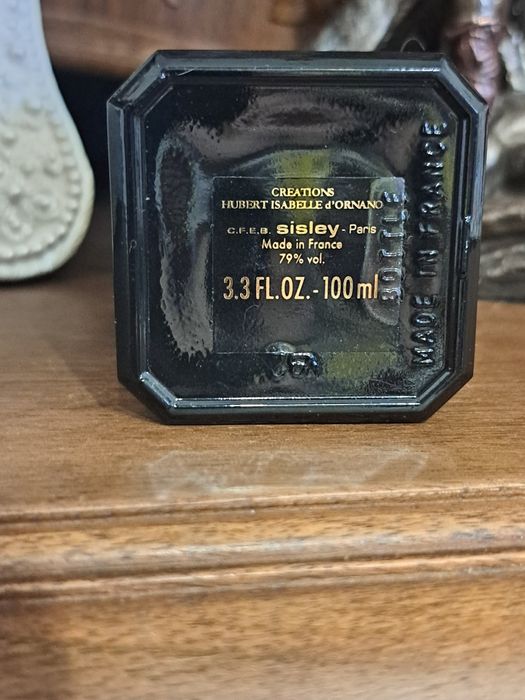 CREATIONS
HUBERT ISABELLE d'ORNANO
C.F.E.B. sisley - Paris
Made in France
79% vol.
3.3 FL.OZ. - 100 ml
BOTTLE
MADE IN FRANCE